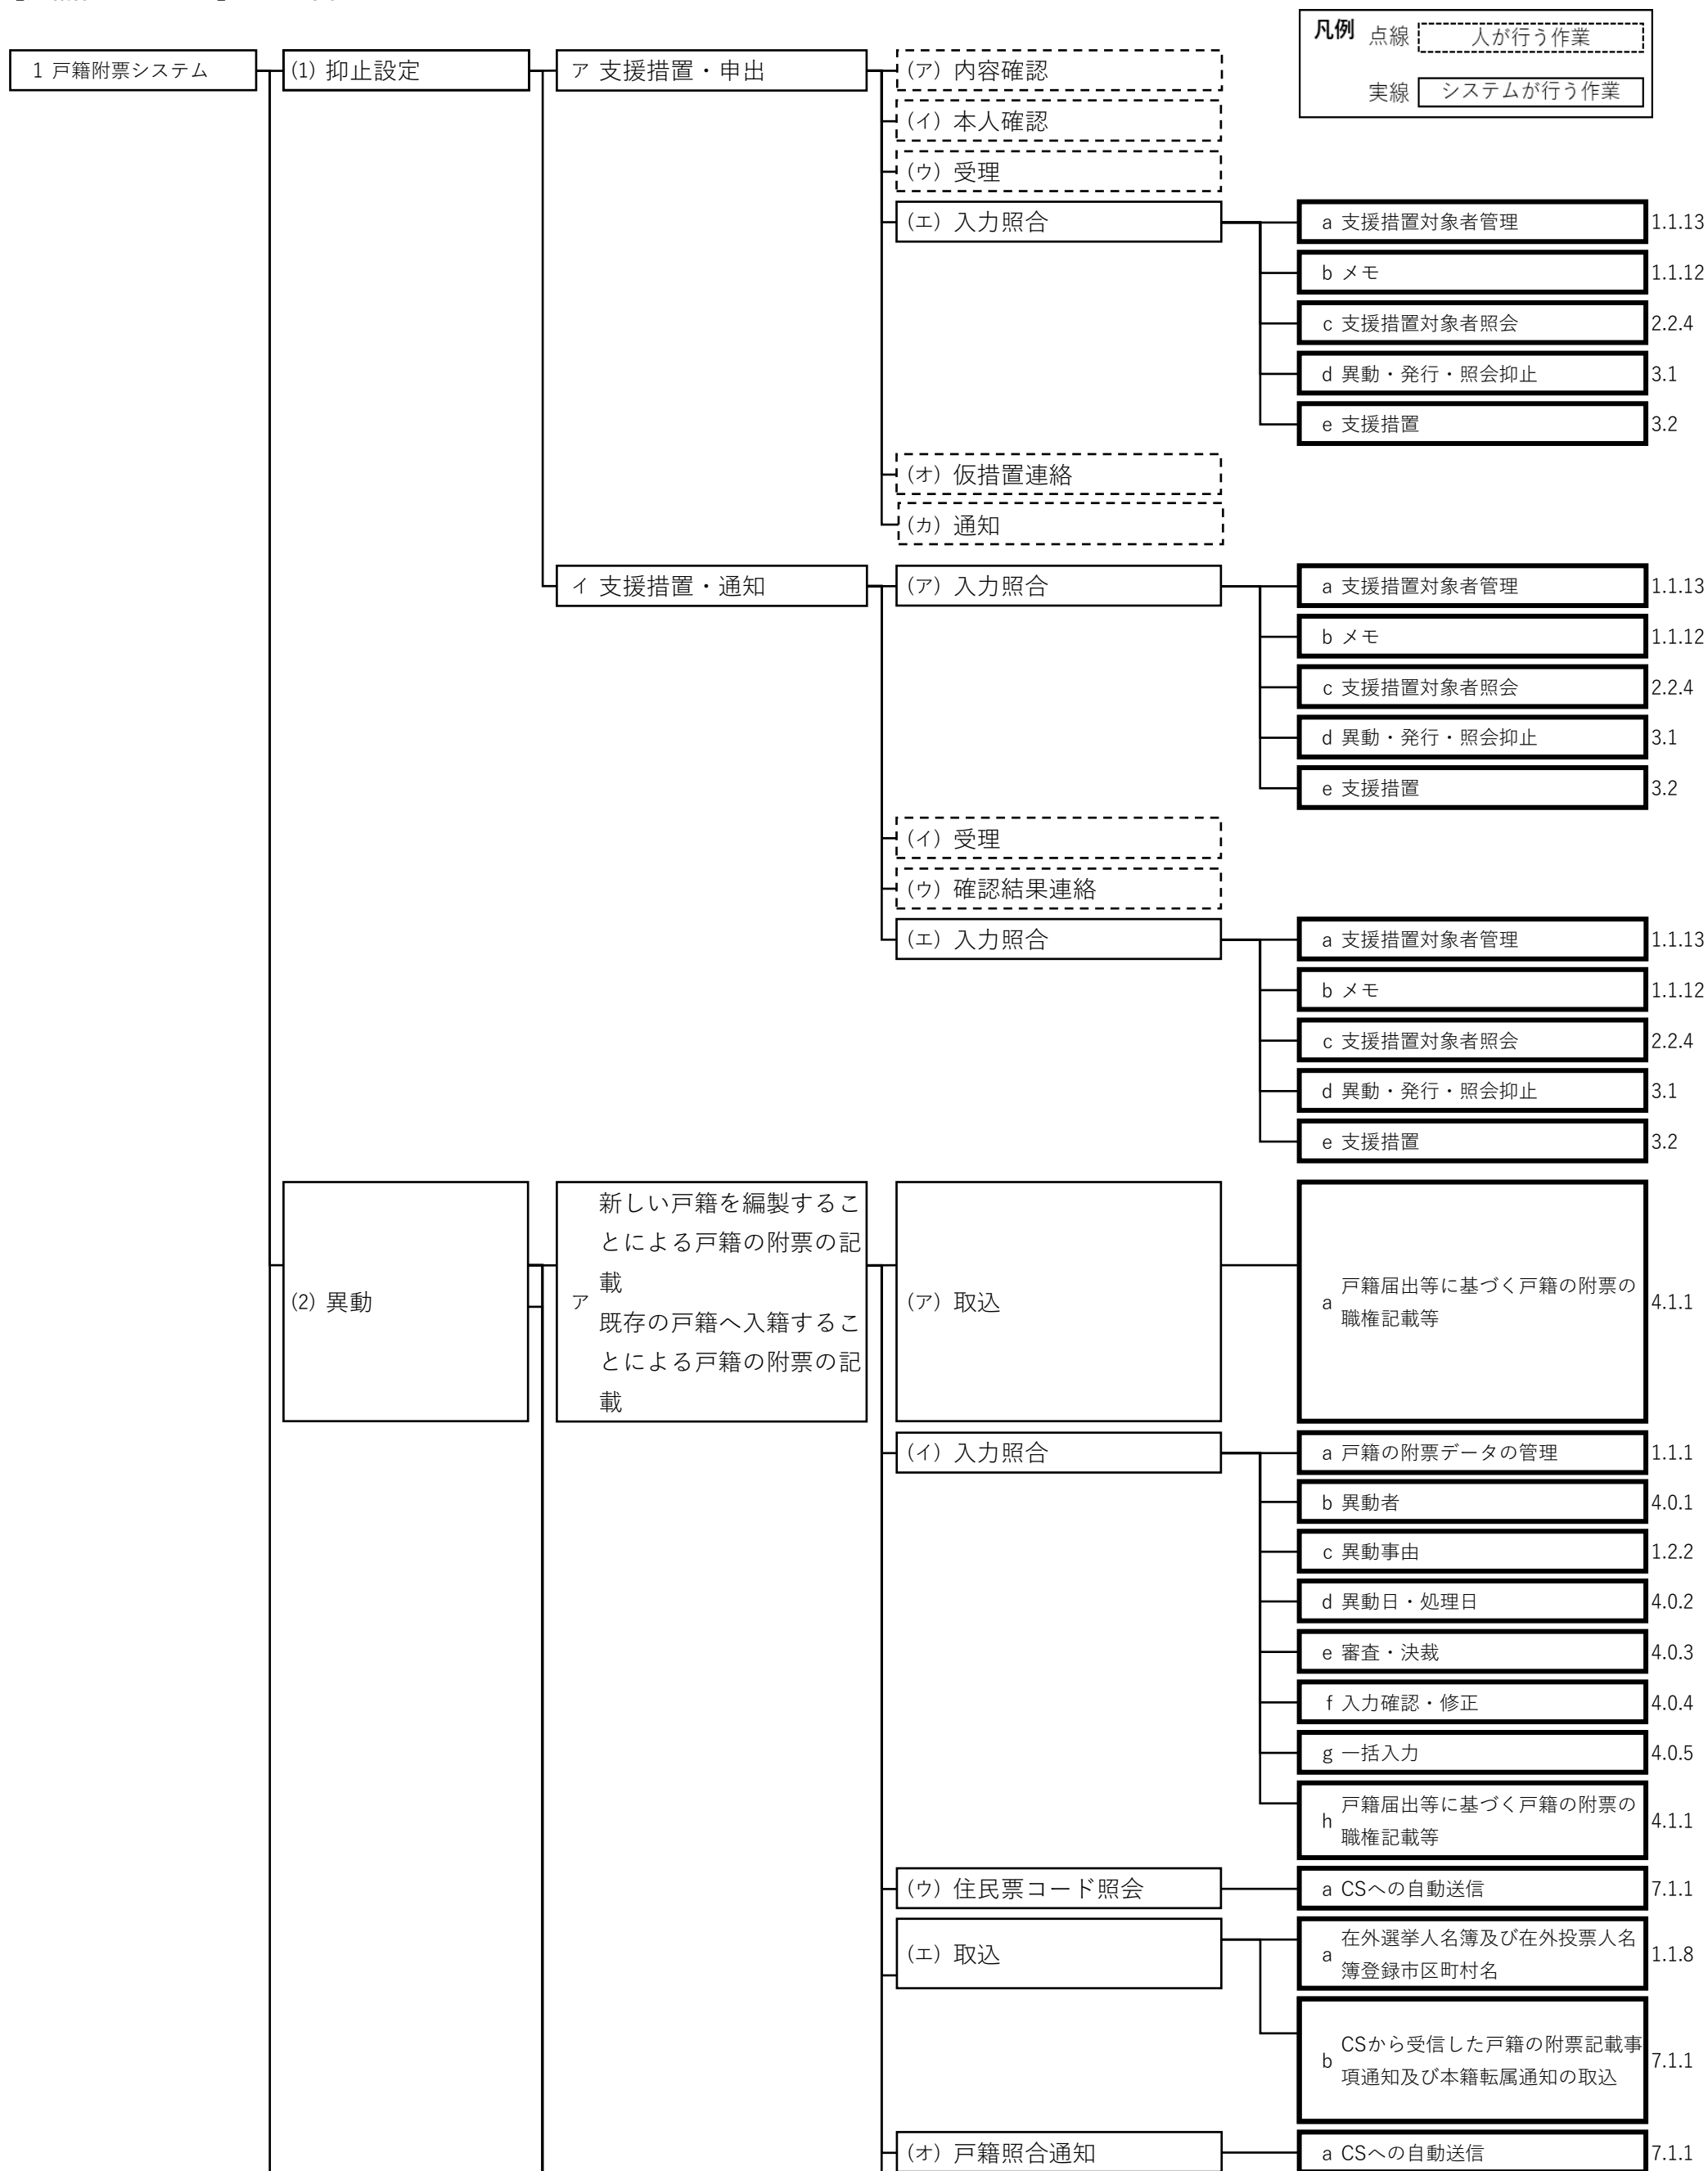 凡例
点線 人が行う作業
実線 システムが行う作業
1 戸籍附票システム
(1) 抑止設定
ア 支援措置・申出
(ア) 内容確認
(イ) 本人確認
(ウ) 受理
(エ) 入力照合
a 支援措置対象者管理 1.1.13
b メモ 1.1.12
c 支援措置対象者照会 2.2.4
d 異動・発行・照会抑止 3.1
e 支援措置 3.2
(オ) 仮措置連絡
(カ) 通知
イ 支援措置・通知
(ア) 入力照合
a 支援措置対象者管理 1.1.13
b メモ 1.1.12
c 支援措置対象者照会 2.2.4
d 異動・発行・照会抑止 3.1
e 支援措置 3.2
(イ) 受理
(ウ) 確認結果連絡
(エ) 入力照合
a 支援措置対象者管理 1.1.13
b メモ 1.1.12
c 支援措置対象者照会 2.2.4
d 異動・発行・照会抑止 3.1
e 支援措置 3.2
(2) 異動
ア
新しい戸籍を編製するこ
とによる戸籍の附票の記
載
既存の戸籍へ入籍するこ
とによる戸籍の附票の記
載
(ア) 取込
a
戸籍届出等に基づく戸籍の附票の
職権記載等
4.1.1
(イ) 入力照合
a 戸籍の附票データの管理 1.1.1
b 異動者 4.0.1
c 異動事由 1.2.2
d 異動日・処理日 4.0.2
e 審査・決裁 4.0.3
f 入力確認・修正 4.0.4
g 一括入力 4.0.5
h
戸籍届出等に基づく戸籍の附票の
職権記載等
4.1.1
(ウ) 住民票コード照会
a CSへの自動送信 7.1.1
(エ) 取込
a
在外選挙人名簿及び在外投票人名
簿登録市区町村名
1.1.8
b
CSから受信した戸籍の附票記載事
項通知及び本籍転属通知の取込
7.1.1
(オ) 戸籍照合通知
a CSへの自動送信 7.1.1